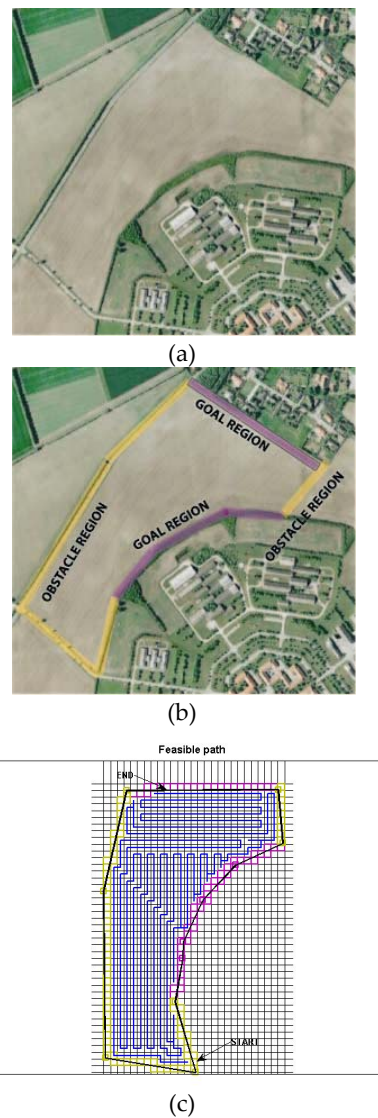 (a)
GOAL REGION
OBSTACLE REGION
GOAL REGION
OBSTACLE REGION
(b)
Feasible path
END
START
(c)